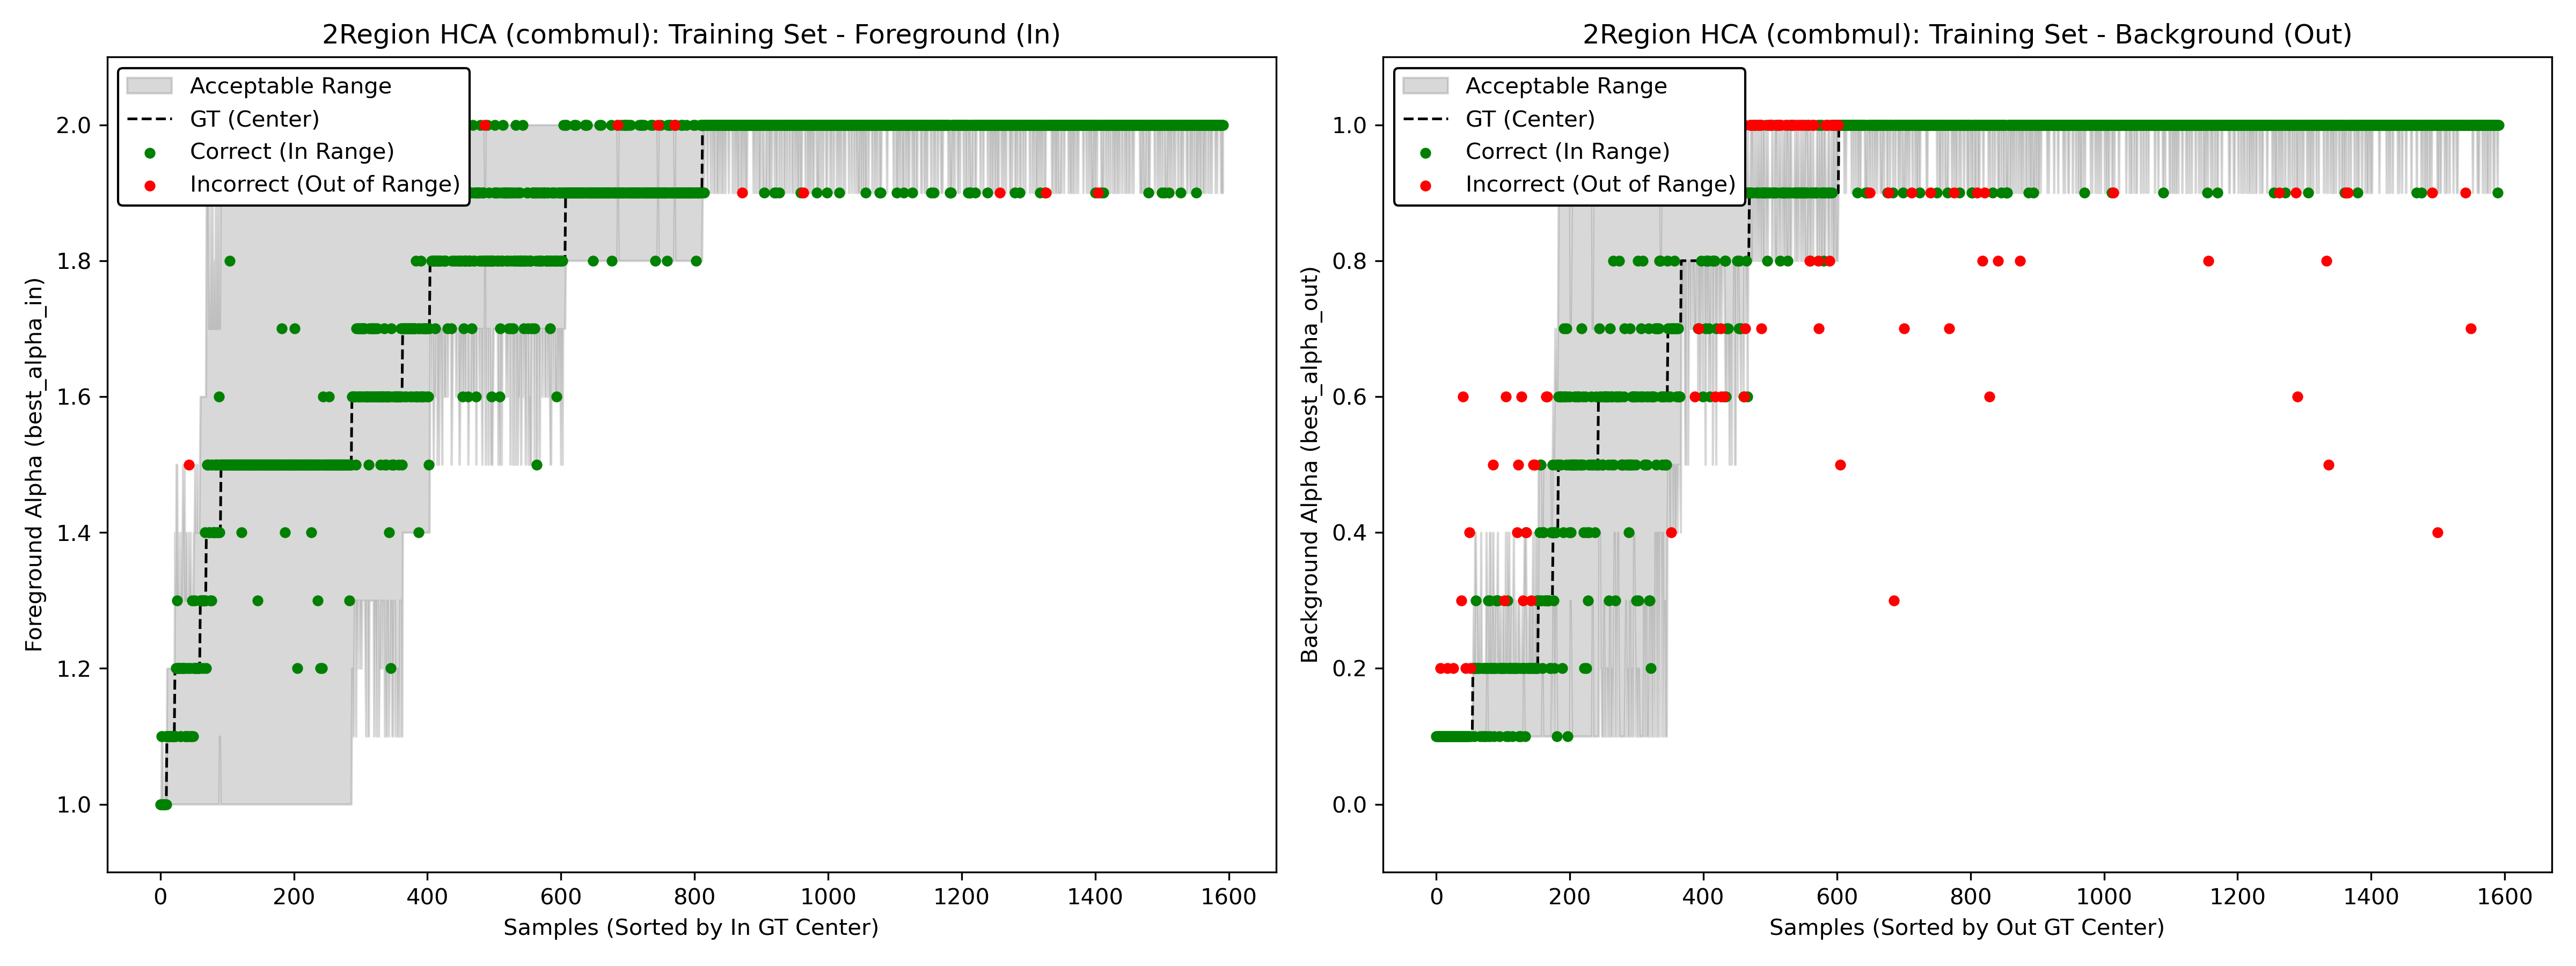 2Region HCA (combmul): Training Set - Foreground (In)
Acceptable Range
GT (Center)
Correct (In Range)
Incorrect (Out of Range)
2.0
1.9
1.8
1.6
1.4
1.2
1.0
Foreground Alpha (best_alpha_in)
0 200 400 600 800 1000 1200 1400 1600
Samples (Sorted by In GT Center)
2Region HCA (combmul): Training Set - Background (Out)
Acceptable Range
GT (Center)
Correct (In Range)
Incorrect (Out of Range)
1.0
0.8
0.6
0.4
0.2
0.0
Background Alpha (best_alpha_out)
0 200 400 600 800 1000 1200 1400 1600
Samples (Sorted by Out GT Center)